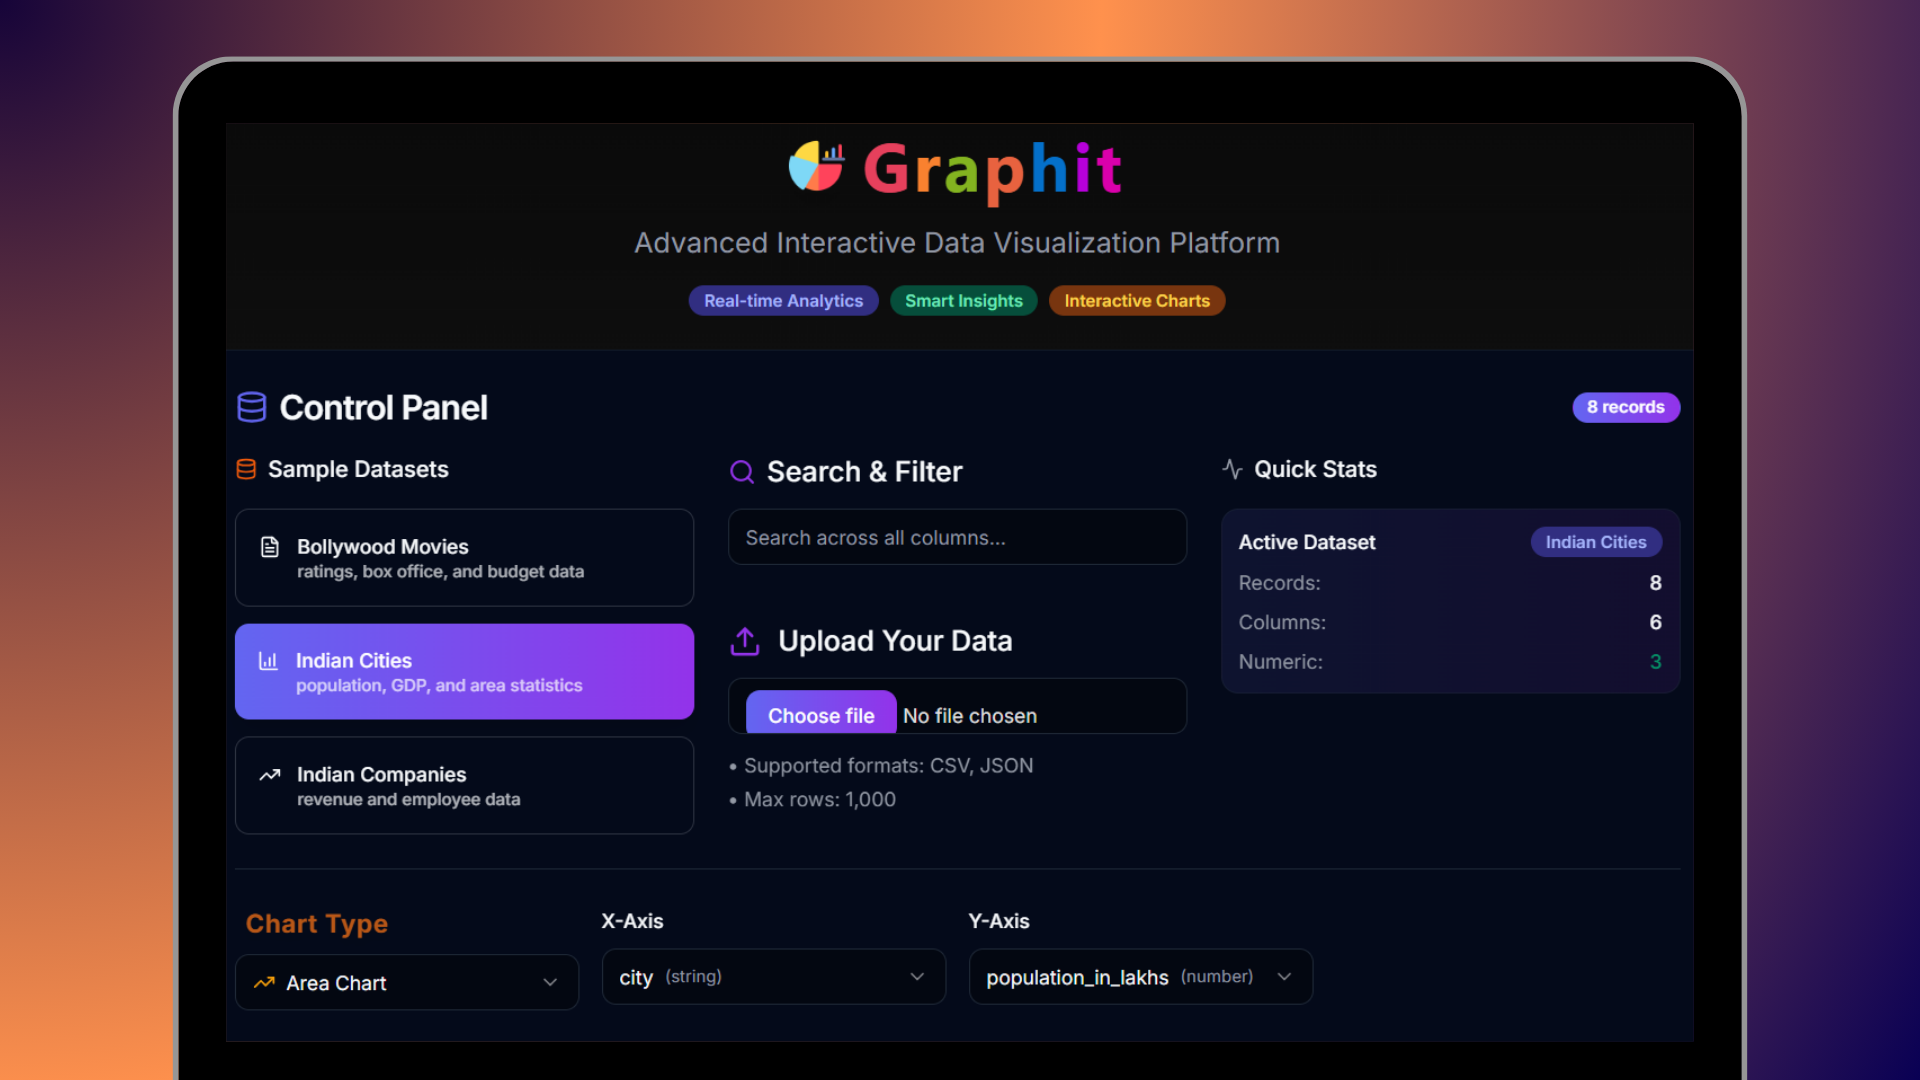 Graphit
Advanced Interactive Data Visualization Platform
Real-time Analytics
Smart Insights
Interactive Charts
Control Panel
8 records
Sample Datasets
Bollywood Movies
ratings, box office, and budget data
Indian Cities
population, GDP, and area statistics
Indian Companies
revenue and employee data
Search & Filter
Search across all columns...
Upload Your Data
Choose file No file chosen
• Supported formats: CSV, JSON
• Max rows: 1,000
Quick Stats
Active Dataset Indian Cities
Records: 8
Columns: 6
Numeric: 3
Chart Type
Area Chart
X-Axis
city (string)
Y-Axis
population_in_lakhs (number)